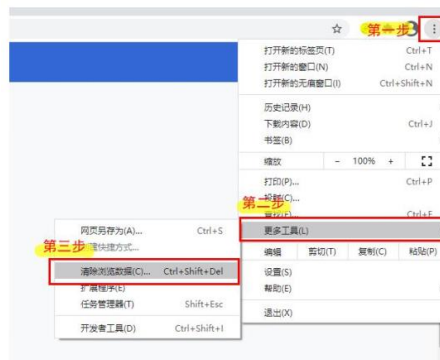 第一步
打开新的标签页(T) Ctrl+T
打开新的窗口(N) Ctrl+N
打开新的无痕窗口(I) Ctrl+Shift+N
历史记录(H)
下载内容(D) Ctrl+J
书签(B)
缩放 - 100% +
打印(P)... Ctrl+P
第二步
(C)...
(F)... Ctrl+F
更多工具(L)
网页另存为(A)... Ctrl+S
第三步
快捷方式...
编辑 剪切(T) 复制(C) 粘贴(P)
清除浏览数据(C)... Ctrl+Shift+Del
设置(S)
扩展程序(E)
帮助(E)
任务管理器(T) Shift+Esc
退出(X)
开发者工具(D) Ctrl+Shift+I